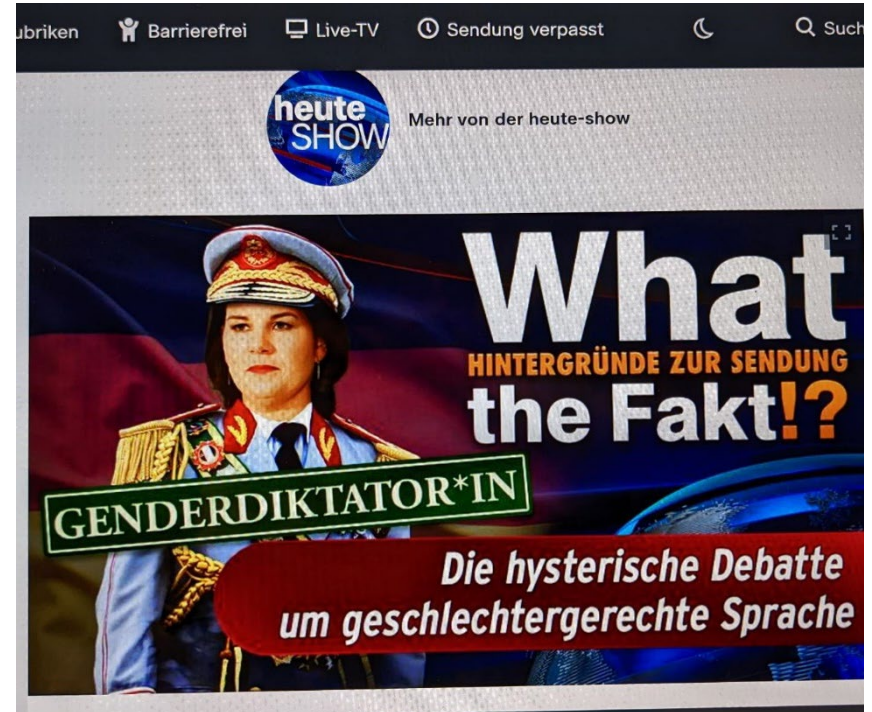 ubriken Barrierefrei Live-TV Sendung verpasst Such
heute
SHOW
Mehr von der heute-show
What
HINTERGRÜNDE ZUR SENDUNG
the Fakt!?
GENDERDIKTATOR*IN
Die hysterische Debatte
um geschlechtergerechte Sprache